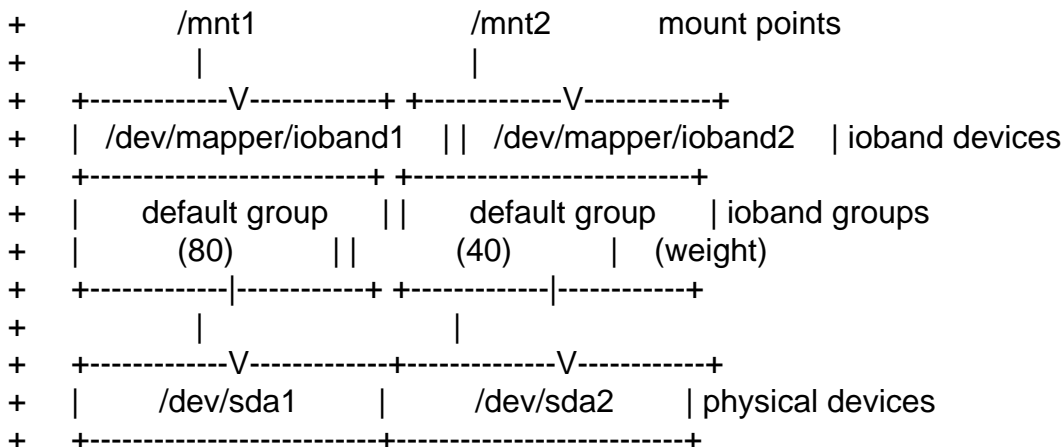 + /mnt1 /mnt2 mount points
+ | |
+ +-------------V------------+ +-------------V------------+
+ | /dev/mapper/ioband1 | | /dev/mapper/ioband2 | ioband devices
+ +--------------------------+ +--------------------------+
+ | default group | | default group | ioband groups
+ | (80) | | (40) | (weight)
+ +-------------|------------+ +-------------|------------+
+ | |
+ +-------------V-------------+--------------V------------+
+ | /dev/sda1 | /dev/sda2 | physical devices
+ +---------------------------+---------------------------+